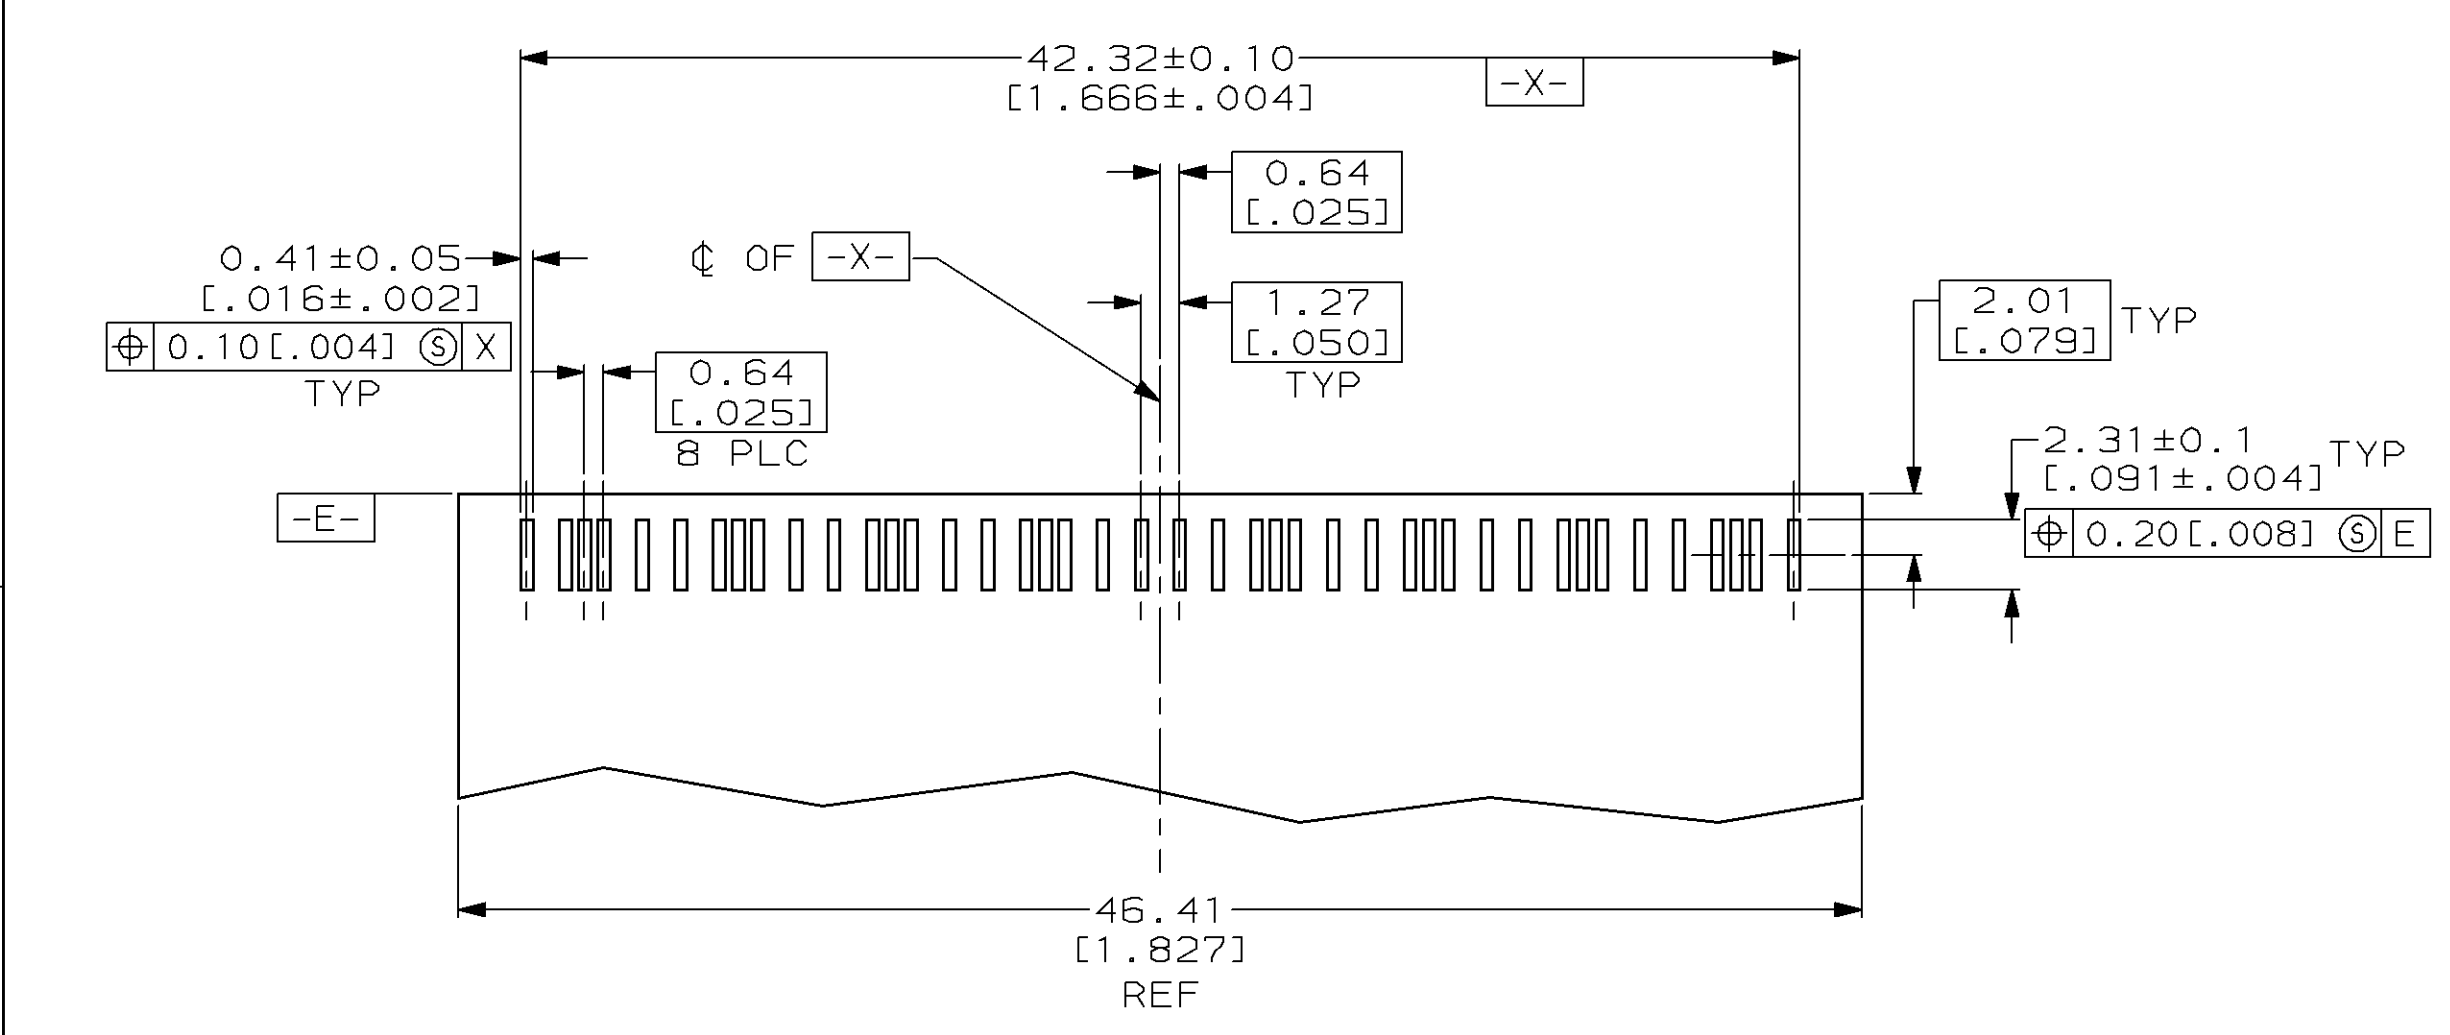 42.32±0.10
[1.666±.004]
-X-
0.64
[.025]
0.41±0.05
[.016±.002]
⌖ 0.10[.004] Ⓢ X
TYP
℄ OF -X-
1.27
[.050]
TYP
0.64
[.025]
8 PLC
2.01
[.079]
TYP
2.31±0.1
[.091±.004]
TYP
⌖ 0.20[.008] Ⓢ E
-E-
46.41
[1.827]
REF